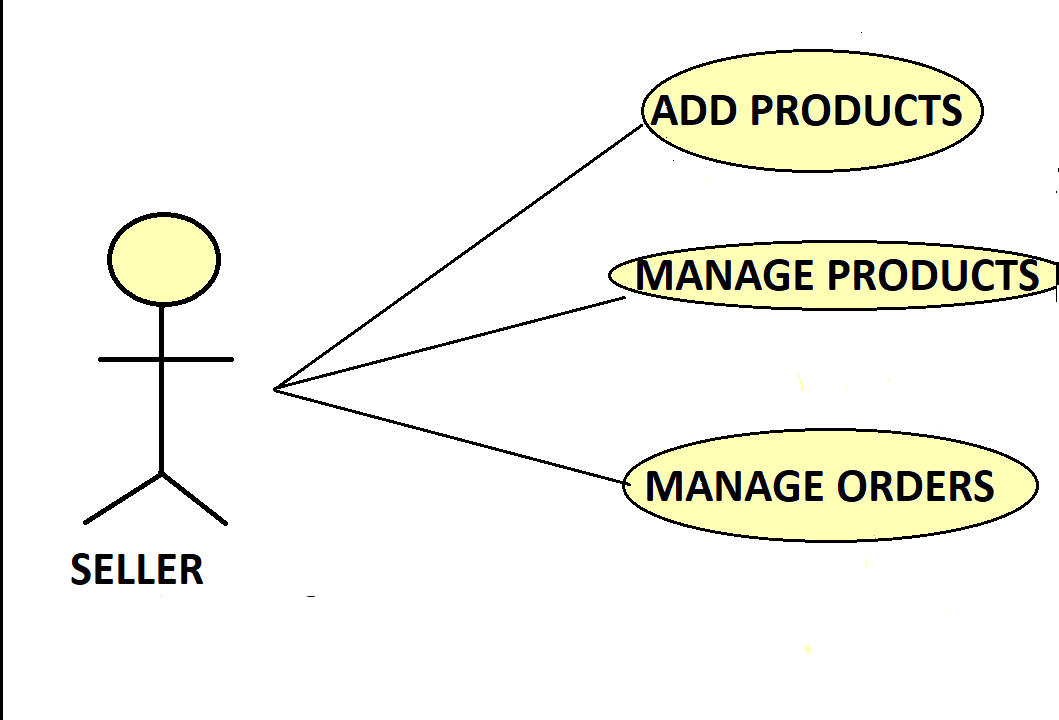 ADD PRODUCTS
MANAGE PRODUCTS
MANAGE ORDERS
SELLER